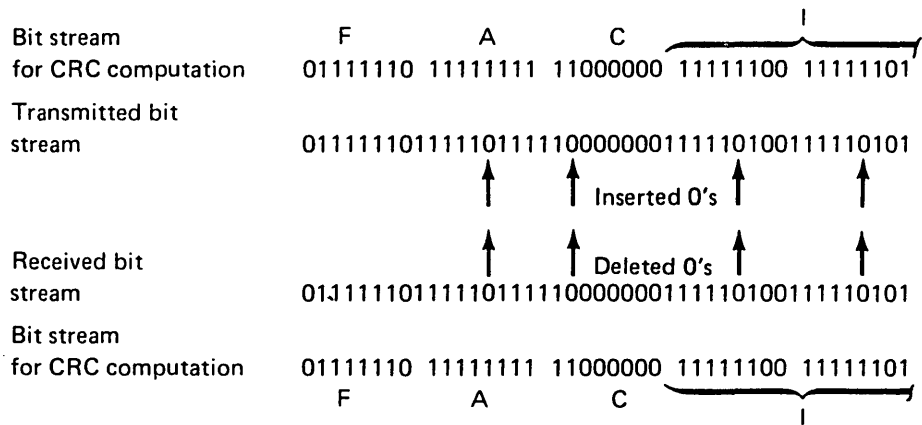 I
Bit stream F A C
for CRC computation 01111110 11111111 11000000 11111100 11111101
Transmitted bit
stream 01111110111110111110000000111110100111110101
Inserted 0's
Received bit Deleted 0's
stream 01111110111110111110000000111110100111110101
Bit stream
for CRC computation 01111110 11111111 11000000 11111100 11111101
F A C
I